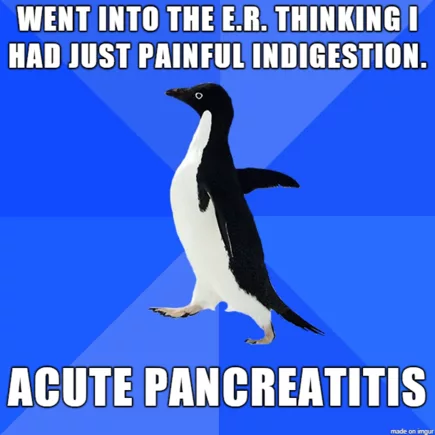 WENT INTO THE E.R. THINKING I
HAD JUST PAINFUL INDIGESTION.
ACUTE PANCREATITIS
made on imgur